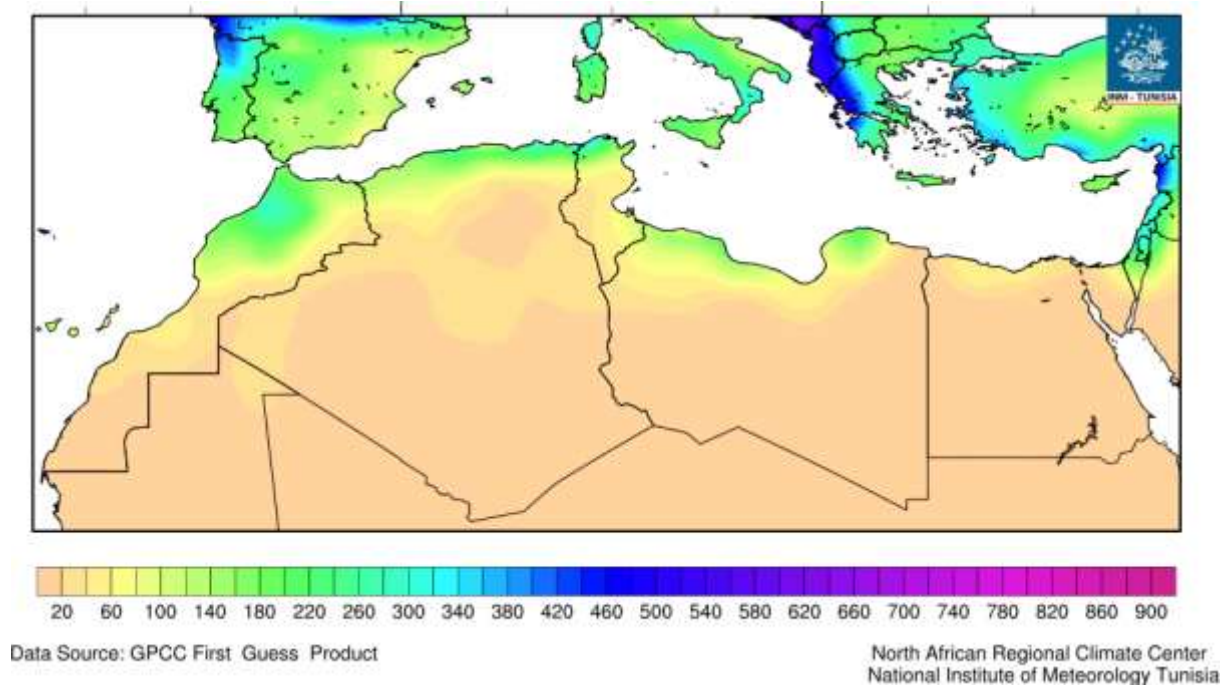 INM - TUNISIA
20 60 100 140 180 220 260 300 340 380 420 460 500 540 580 620 660 700 740 780 820 860 900
Data Source: GPCC First Guess Product
North African Regional Climate Center
National Institute of Meteorology Tunisia